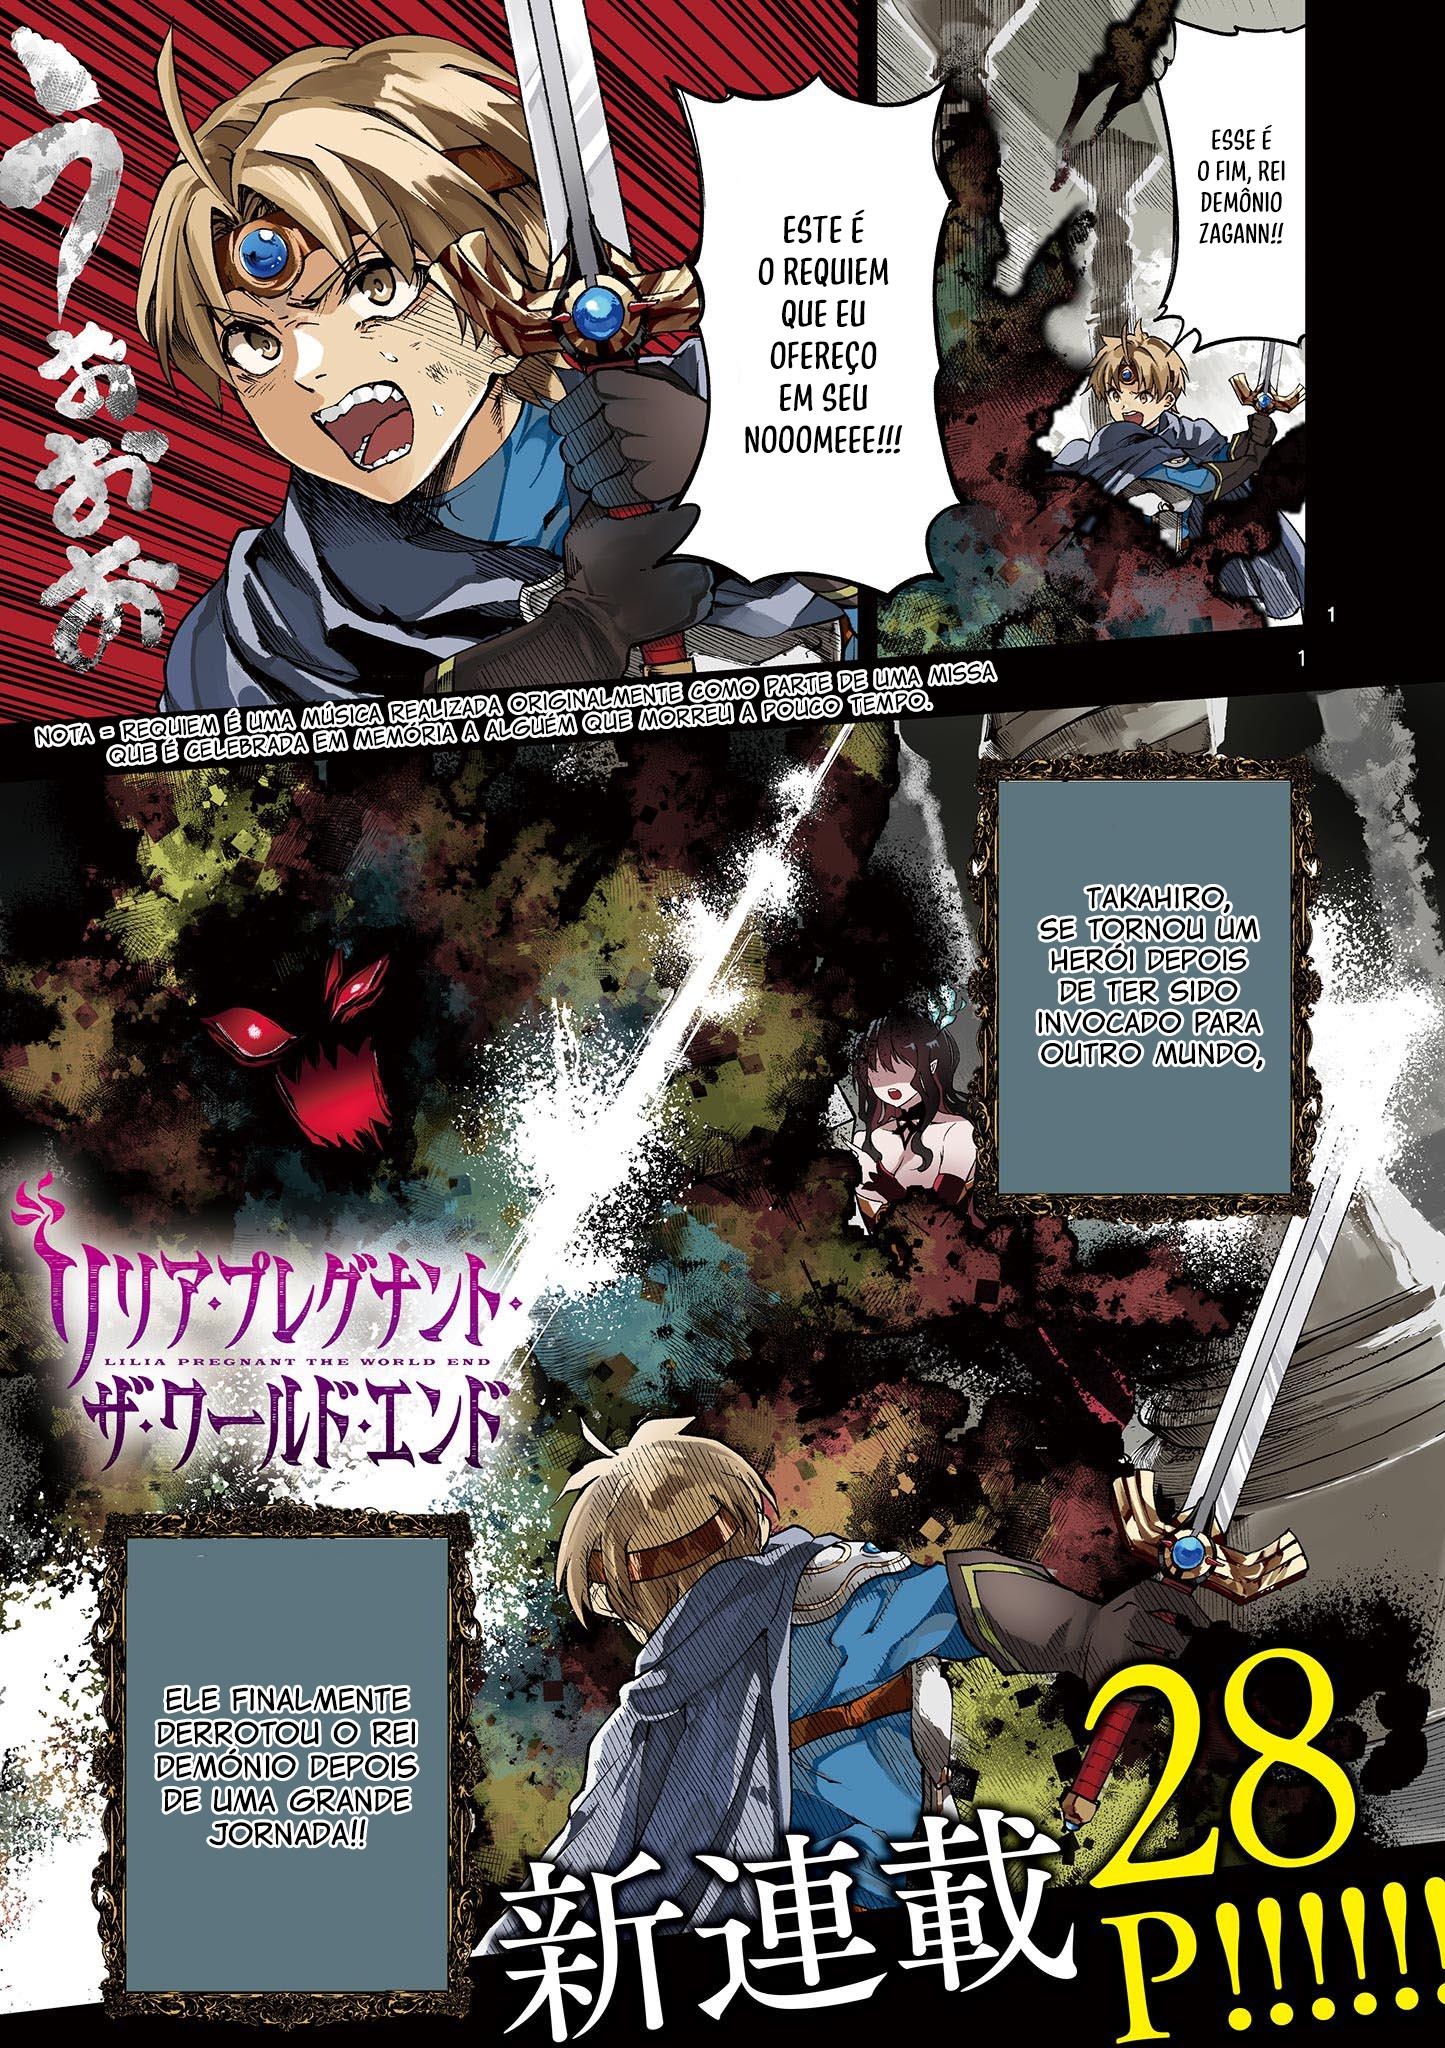 ESSE É
O FIM, REI
DEMÔNIO
ZAGANN!!
ESTE É
O REQUIEM
QUE EU
OFEREÇO
EM SEU
NOOOMEEE!!!
うぉおお
1
1
NOTA = REQUIEM É UMA MÚSICA REALIZADA ORIGINALMENTE COMO PARTE DE UMA MISSA
QUE É CELEBRADA EM MEMÓRIA A ALGUÉM QUE MORREU A POUCO TEMPO.
TAKAHIRO,
SE TORNOU UM
HERÓI DEPOIS
DE TER SIDO
INVOCADO PARA
OUTRO MUNDO,
リリア・プレグナント・
LILIA PREGNANT THE WORLD END
ザ・ワールド・エンド
ELE FINALMENTE
DERROTOU O REI
DEMÓNIO DEPOIS
DE UMA GRANDE
JORNADA!!
新連載
28
P!!!!!!